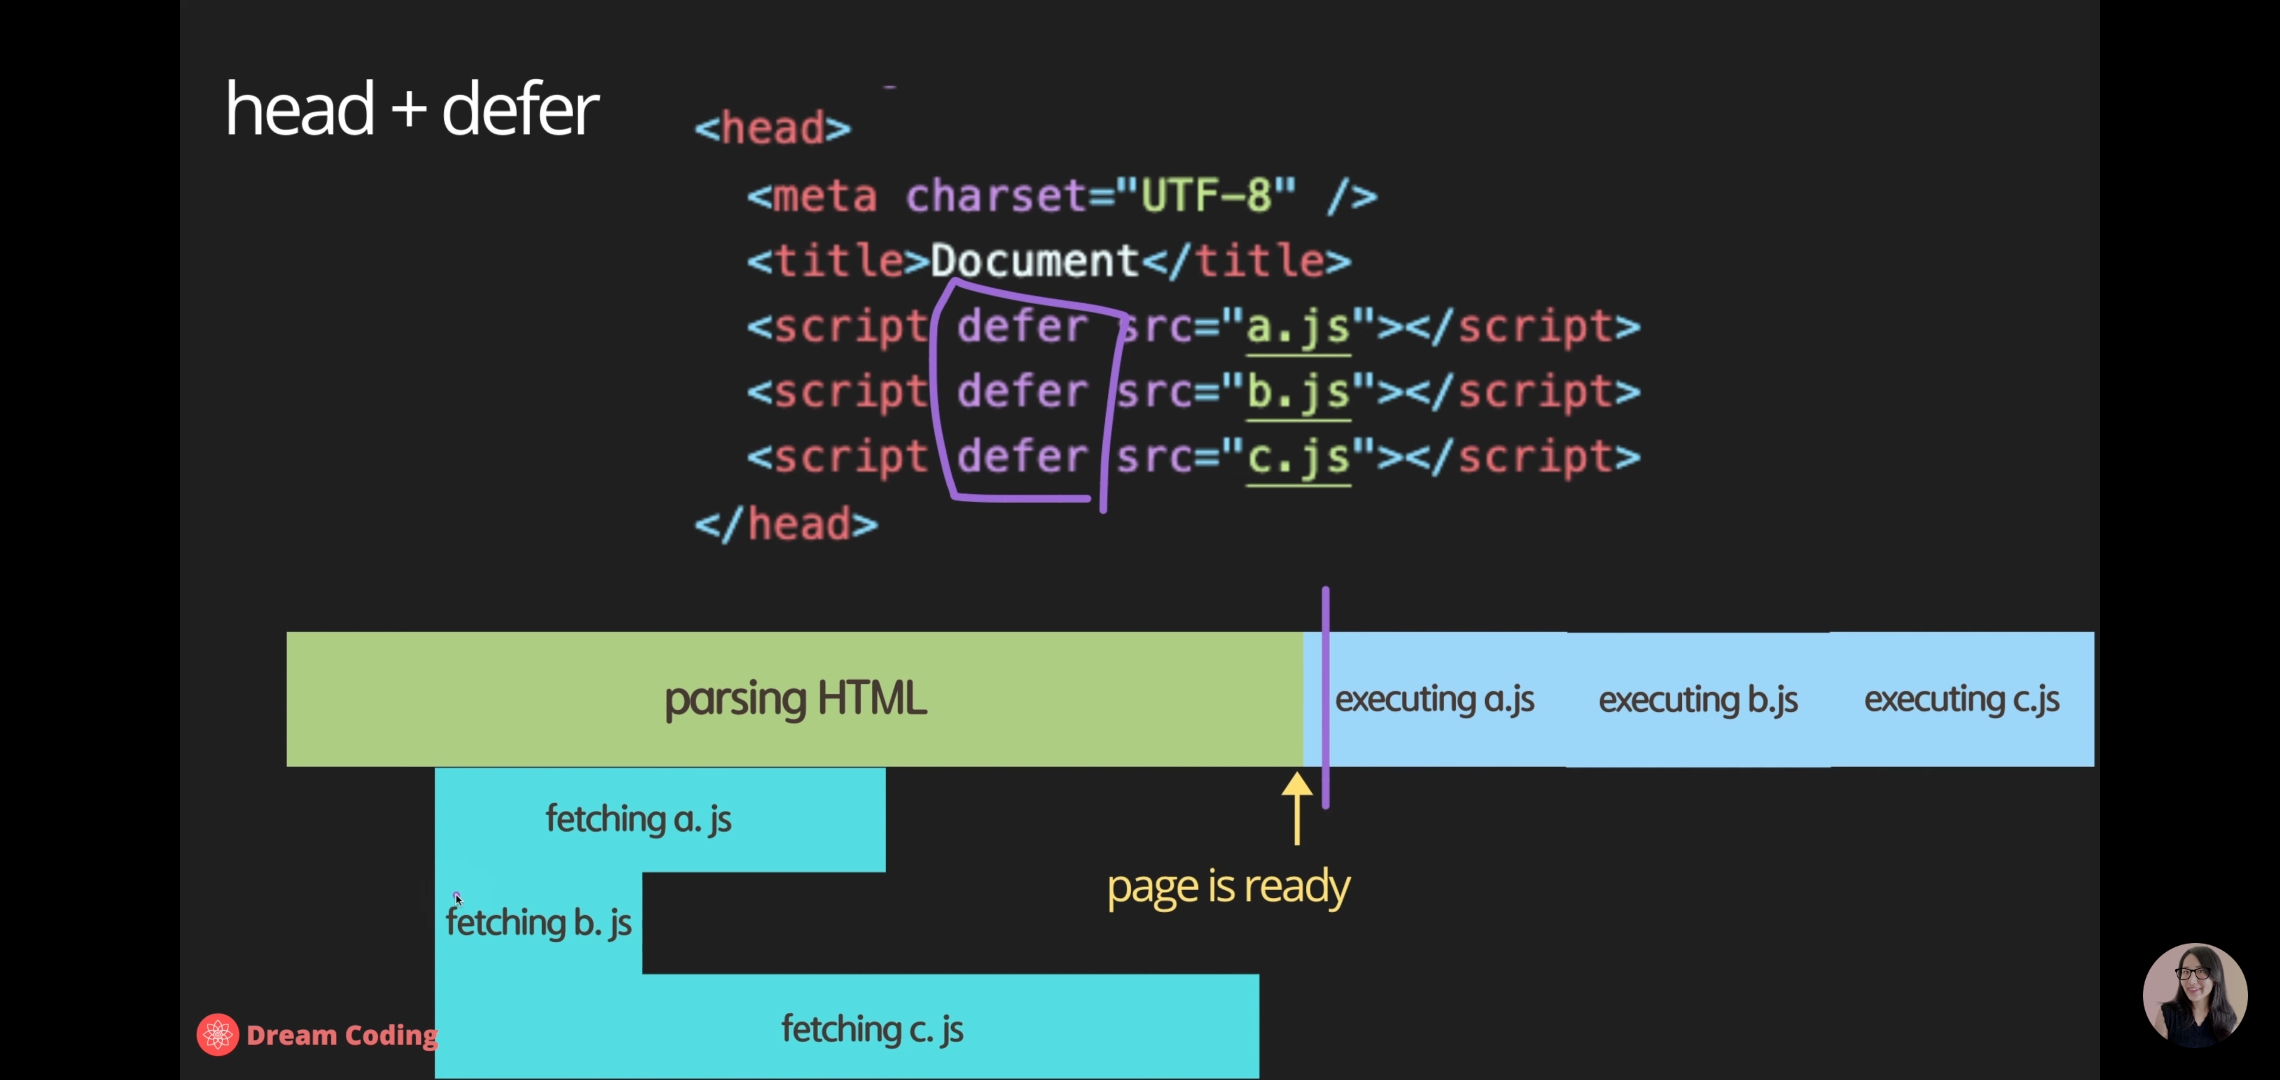 head + defer
<head>
<meta charset="UTF-8" />
<title>Document</title>
<script defer src="a.js"></script>
<script defer src="b.js"></script>
<script defer src="c.js"></script>
</head>
parsing HTML
executing a.js
executing b.js
executing c.js
fetching a. js
page is ready
fetching b. js
fetching c. js
Dream Coding